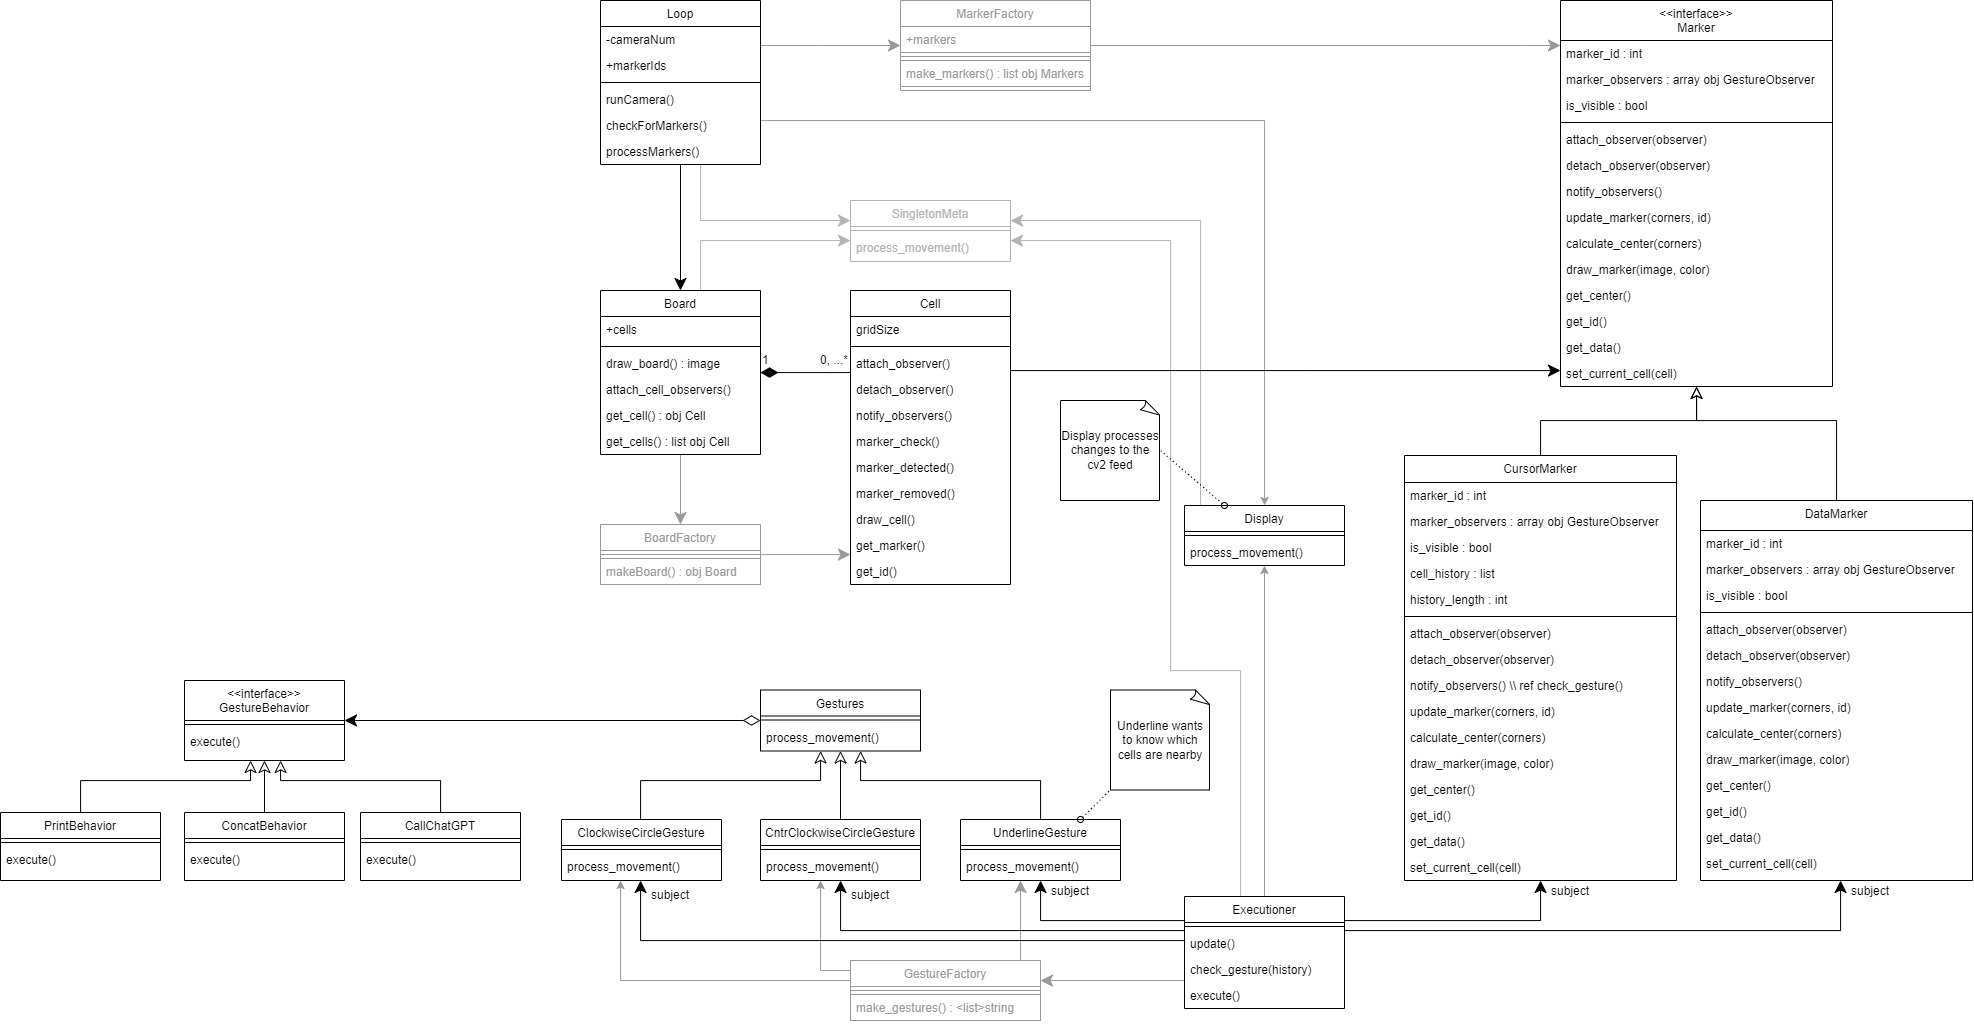 Loop
-cameraNum
+markerIds
runCamera()
checkForMarkers()
processMarkers()
MarkerFactory
+markers
make_markers() : list obj Markers
<<interface>>
Marker
marker_id : int
marker_observers : array obj GestureObserver
is_visible : bool
attach_observer(observer)
detach_observer(observer)
notify_observers()
update_marker(corners, id)
calculate_center(corners)
draw_marker(image, color)
get_center()
get_id()
get_data()
set_current_cell(cell)
SingletonMeta
process_movement()
Board
+cells
draw_board() : image
attach_cell_observers()
get_cell() : obj Cell
get_cells() : list obj Cell
1
0, ...*
Cell
gridSize
attach_observer()
detach_observer()
notify_observers()
marker_check()
marker_detected()
marker_removed()
draw_cell()
get_marker()
get_id()
BoardFactory
makeBoard() : obj Board
Display processes
changes to the
cv2 feed
Display
process_movement()
CursorMarker
marker_id : int
marker_observers : array obj GestureObserver
is_visible : bool
cell_history : list
history_length : int
attach_observer(observer)
detach_observer(observer)
notify_observers() \\ ref check_gesture()
update_marker(corners, id)
calculate_center(corners)
draw_marker(image, color)
get_center()
get_id()
get_data()
set_current_cell(cell)
subject
DataMarker
marker_id : int
marker_observers : array obj GestureObserver
is_visible : bool
attach_observer(observer)
detach_observer(observer)
notify_observers()
update_marker(corners, id)
calculate_center(corners)
draw_marker(image, color)
get_center()
get_id()
get_data()
set_current_cell(cell)
subject
<<interface>>
GestureBehavior
execute()
PrintBehavior
execute()
ConcatBehavior
execute()
CallChatGPT
execute()
Gestures
process_movement()
Underline wants
to know which
cells are nearby
ClockwiseCircleGesture
process_movement()
subject
CntrClockwiseCircleGesture
process_movement()
subject
UnderlineGesture
process_movement()
subject
Executioner
update()
check_gesture(history)
execute()
GestureFactory
make_gestures() : <list>string